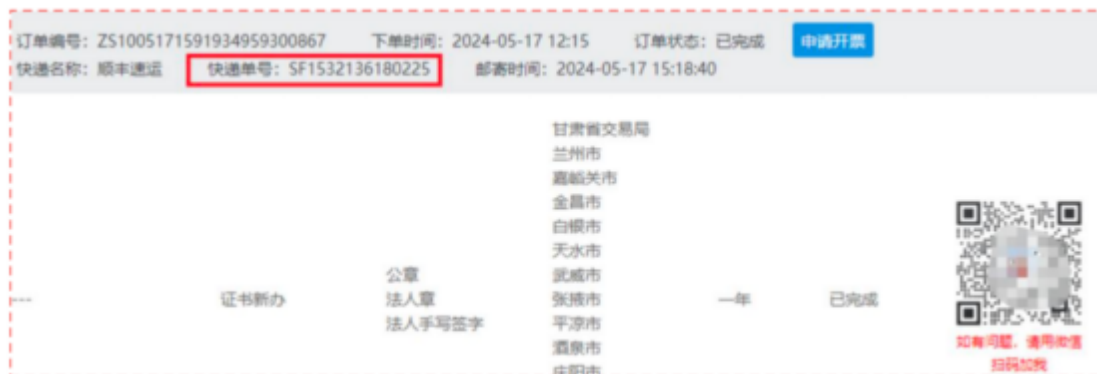 订单编号：ZS1005171591934959300867 下单时间：2024-05-17 12:15 订单状态：已完成 申请开票
快递名称：顺丰速运 快递单号：SF1532136180225 邮寄时间：2024-05-17 15:18:40
---
证书新办
公章
法人章
法人手写签字
甘肃省交易局
兰州市
嘉峪关市
金昌市
白银市
天水市
武威市
张掖市
平凉市
酒泉市
庆阳市
一年
已完成
如有问题，请用微信
扫码加我